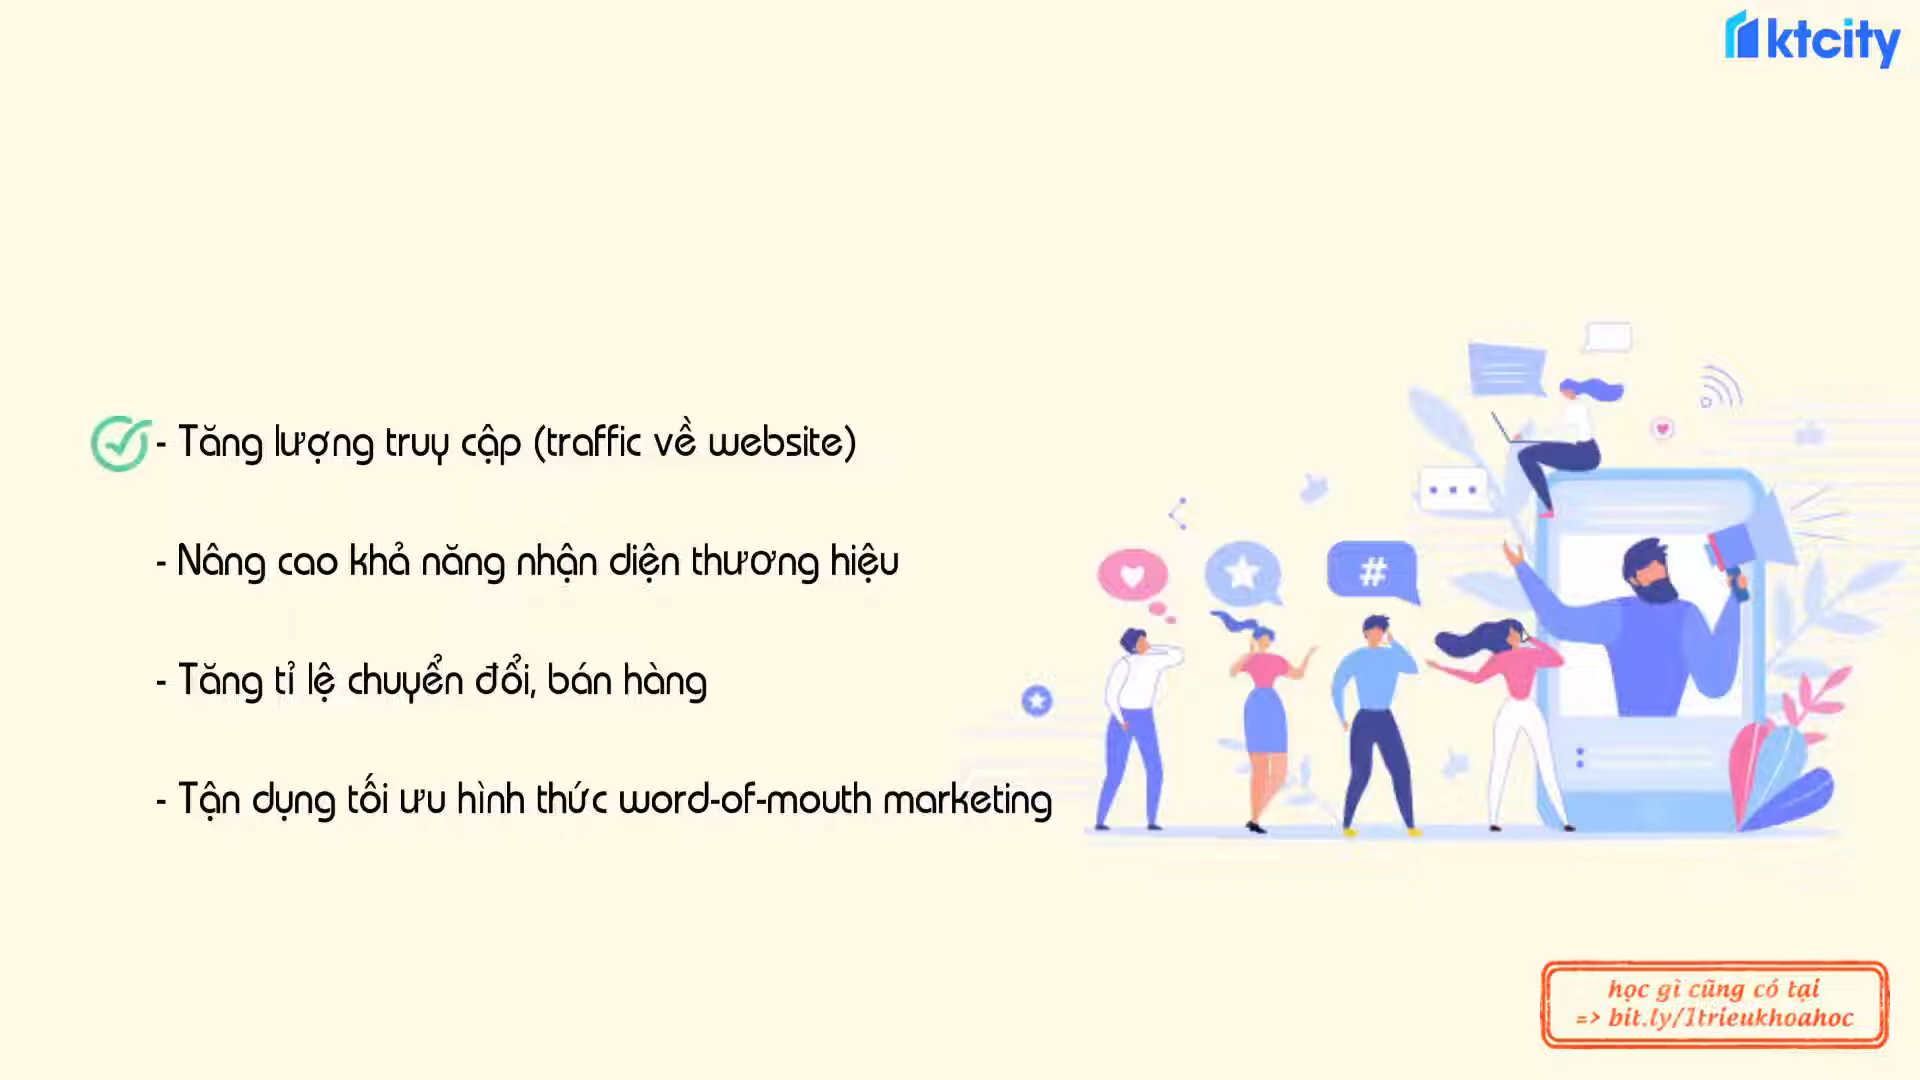 ktcity
- Tăng lượng truy cập (traffic về website)
- Nâng cao khả năng nhận diện thương hiệu
- Tăng tỉ lệ chuyển đổi, bán hàng
- Tận dụng tối ưu hình thức word-of-mouth marketing
#
học gì cũng có tại
=> bit.ly/1trieukhoahoc